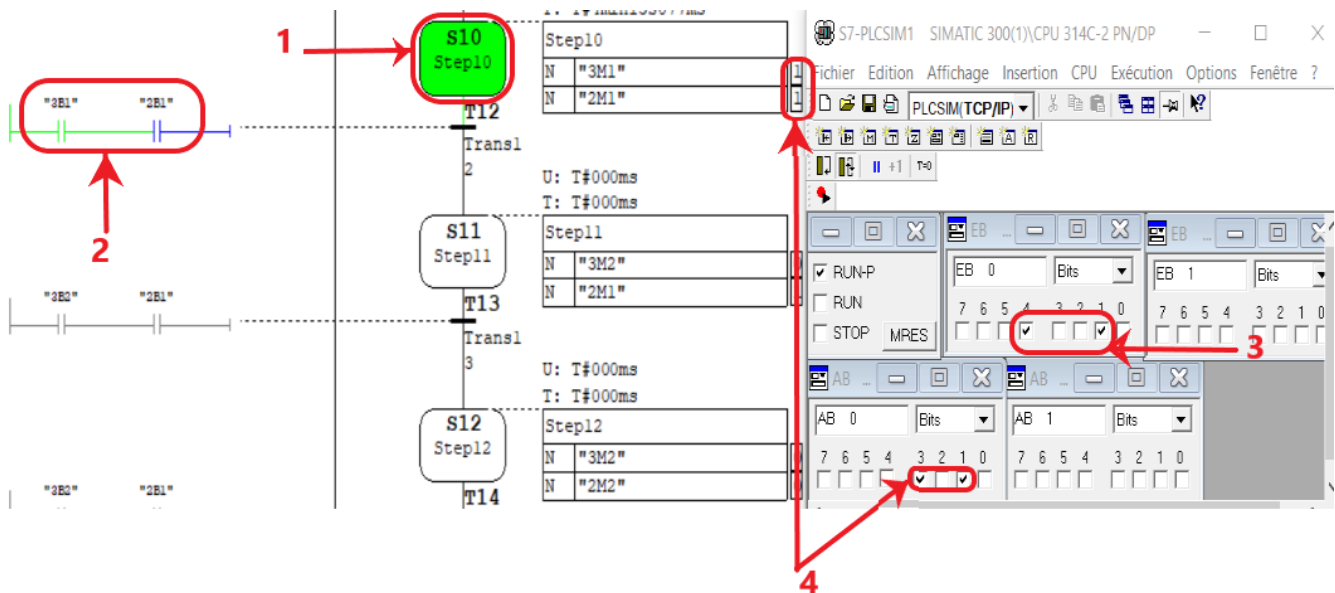 1
S10
Step10
Step10
N "3M1" 1
N "2M1" 1
"3B1" "2B1"
T12
Trans1
2
2
U: T#000ms
T: T#000ms
S11
Step11
Step11
N "3M2"
N "2M1"
"3B2" "2B1"
T13
Trans1
3
U: T#000ms
T: T#000ms
S12
Step12
Step12
N "3M2"
N "2M2"
"3B2" "2B1"
T14
S7-PLCSIM1 SIMATIC 300(1)\CPU 314C-2 PN/DP
Fichier Edition Affichage Insertion CPU Exécution Options Fenêtre ?
PLCSIM(TCP/IP)
+1 T=0
EB ...
EB ...
RUN-P
RUN
STOP MRES
EB 0 Bits
7 6 5 4 3 2 1 0
EB 1 Bits
7 6 5 4 3 2 1 0
3
AB ...
AB ...
AB 0 Bits
7 6 5 4 3 2 1 0
AB 1 Bits
7 6 5 4 3 2 1 0
4